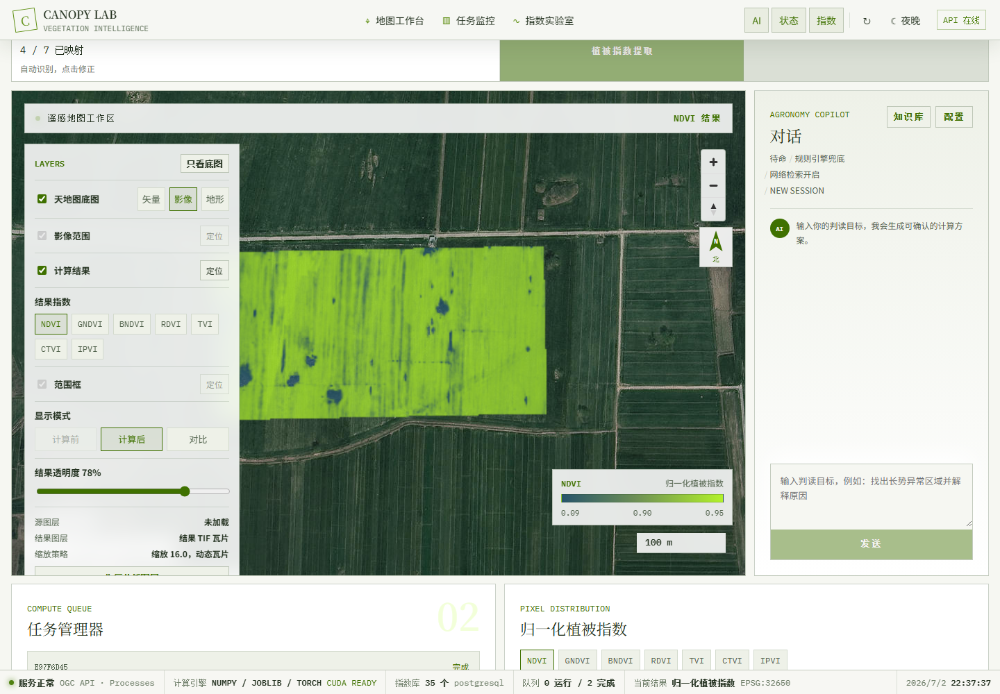 C CANOPY LAB
VEGETATION INTELLIGENCE
地图工作台 任务监控 指数实验室
AI 状态 指数 ↻ ☾ 夜晚 API 在线
4 / 7 已映射
自动识别，点击修正
植被指数提取
遥感地图工作区
NDVI 结果
LAYERS 只看底图
天地图底图 矢量 影像 地形
影像范围 定位
计算结果 定位
结果指数
NDVI GNDVI BNDVI RDVI TVI
CTVI IPVI
范围框 定位
显示模式
计算前 计算后 对比
结果透明度 78%
源图层 未加载
结果图层 结果 TIF 瓦片
缩放策略 缩放 16.0，动态瓦片
N
北
NDVI 归一化植被指数
0.09 0.90 0.95
100 m
AGRONOMY COPILOT
对话
知识库 配置
待命 / 规则引擎兜底
/ 网络检索开启
/ NEW SESSION
AI 输入你的判读目标，我会生成可确认的计算方
案。
输入判读目标，例如：找出长势异常区域并解
释原因
发送
COMPUTE QUEUE
任务管理器
02
E97F6D45 完成
PIXEL DISTRIBUTION
归一化植被指数
NDVI GNDVI BNDVI RDVI TVI CTVI IPVI
服务正常 OGC API · Processes
计算引擎 NUMPY / JOBLIB / TORCH CUDA READY
指数库 35 个 postgresql
队列 0 运行 / 2 完成
当前结果 归一化植被指数 EPSG:32650
2026/7/2 22:37:37